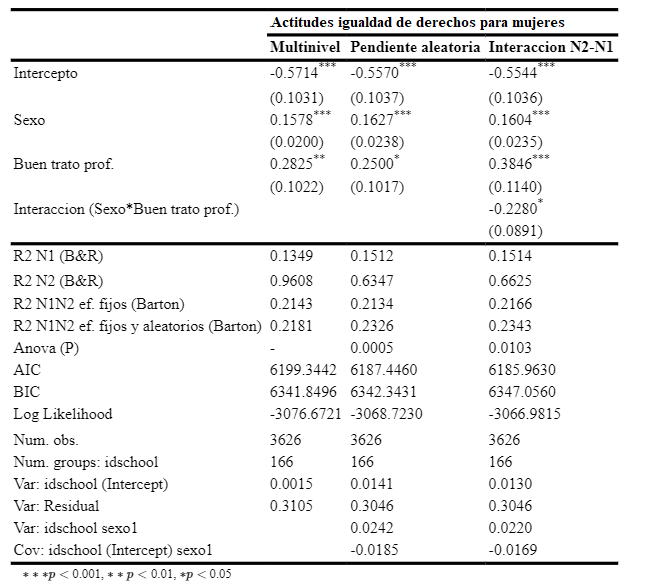 Actitudes igualdad de derechos para mujeres
Multinivel Pendiente aleatoria Interaccion N2-N1
Intercepto -0.5714*** -0.5570*** -0.5544***
(0.1031) (0.1037) (0.1036)
Sexo 0.1578*** 0.1627*** 0.1604***
(0.0200) (0.0238) (0.0235)
Buen trato prof. 0.2825** 0.2500* 0.3846***
(0.1022) (0.1017) (0.1140)
Interaccion (Sexo*Buen trato prof.) -0.2280*
(0.0891)
R2 N1 (B&R) 0.1349 0.1512 0.1514
R2 N2 (B&R) 0.9608 0.6347 0.6625
R2 N1N2 ef. fijos (Barton) 0.2143 0.2134 0.2166
R2 N1N2 ef. fijos y aleatorios (Barton) 0.2181 0.2326 0.2343
Anova (P) - 0.0005 0.0103
AIC 6199.3442 6187.4460 6185.9630
BIC 6341.8496 6342.3431 6347.0560
Log Likelihood -3076.6721 -3068.7230 -3066.9815
Num. obs. 3626 3626 3626
Num. groups: idschool 166 166 166
Var: idschool (Intercept) 0.0015 0.0141 0.0130
Var: Residual 0.3105 0.3046 0.3046
Var: idschool sexo1 0.0242 0.0220
Cov: idschool (Intercept) sexo1 -0.0185 -0.0169
* * *p < 0.001, * * p < 0.01, *p < 0.05